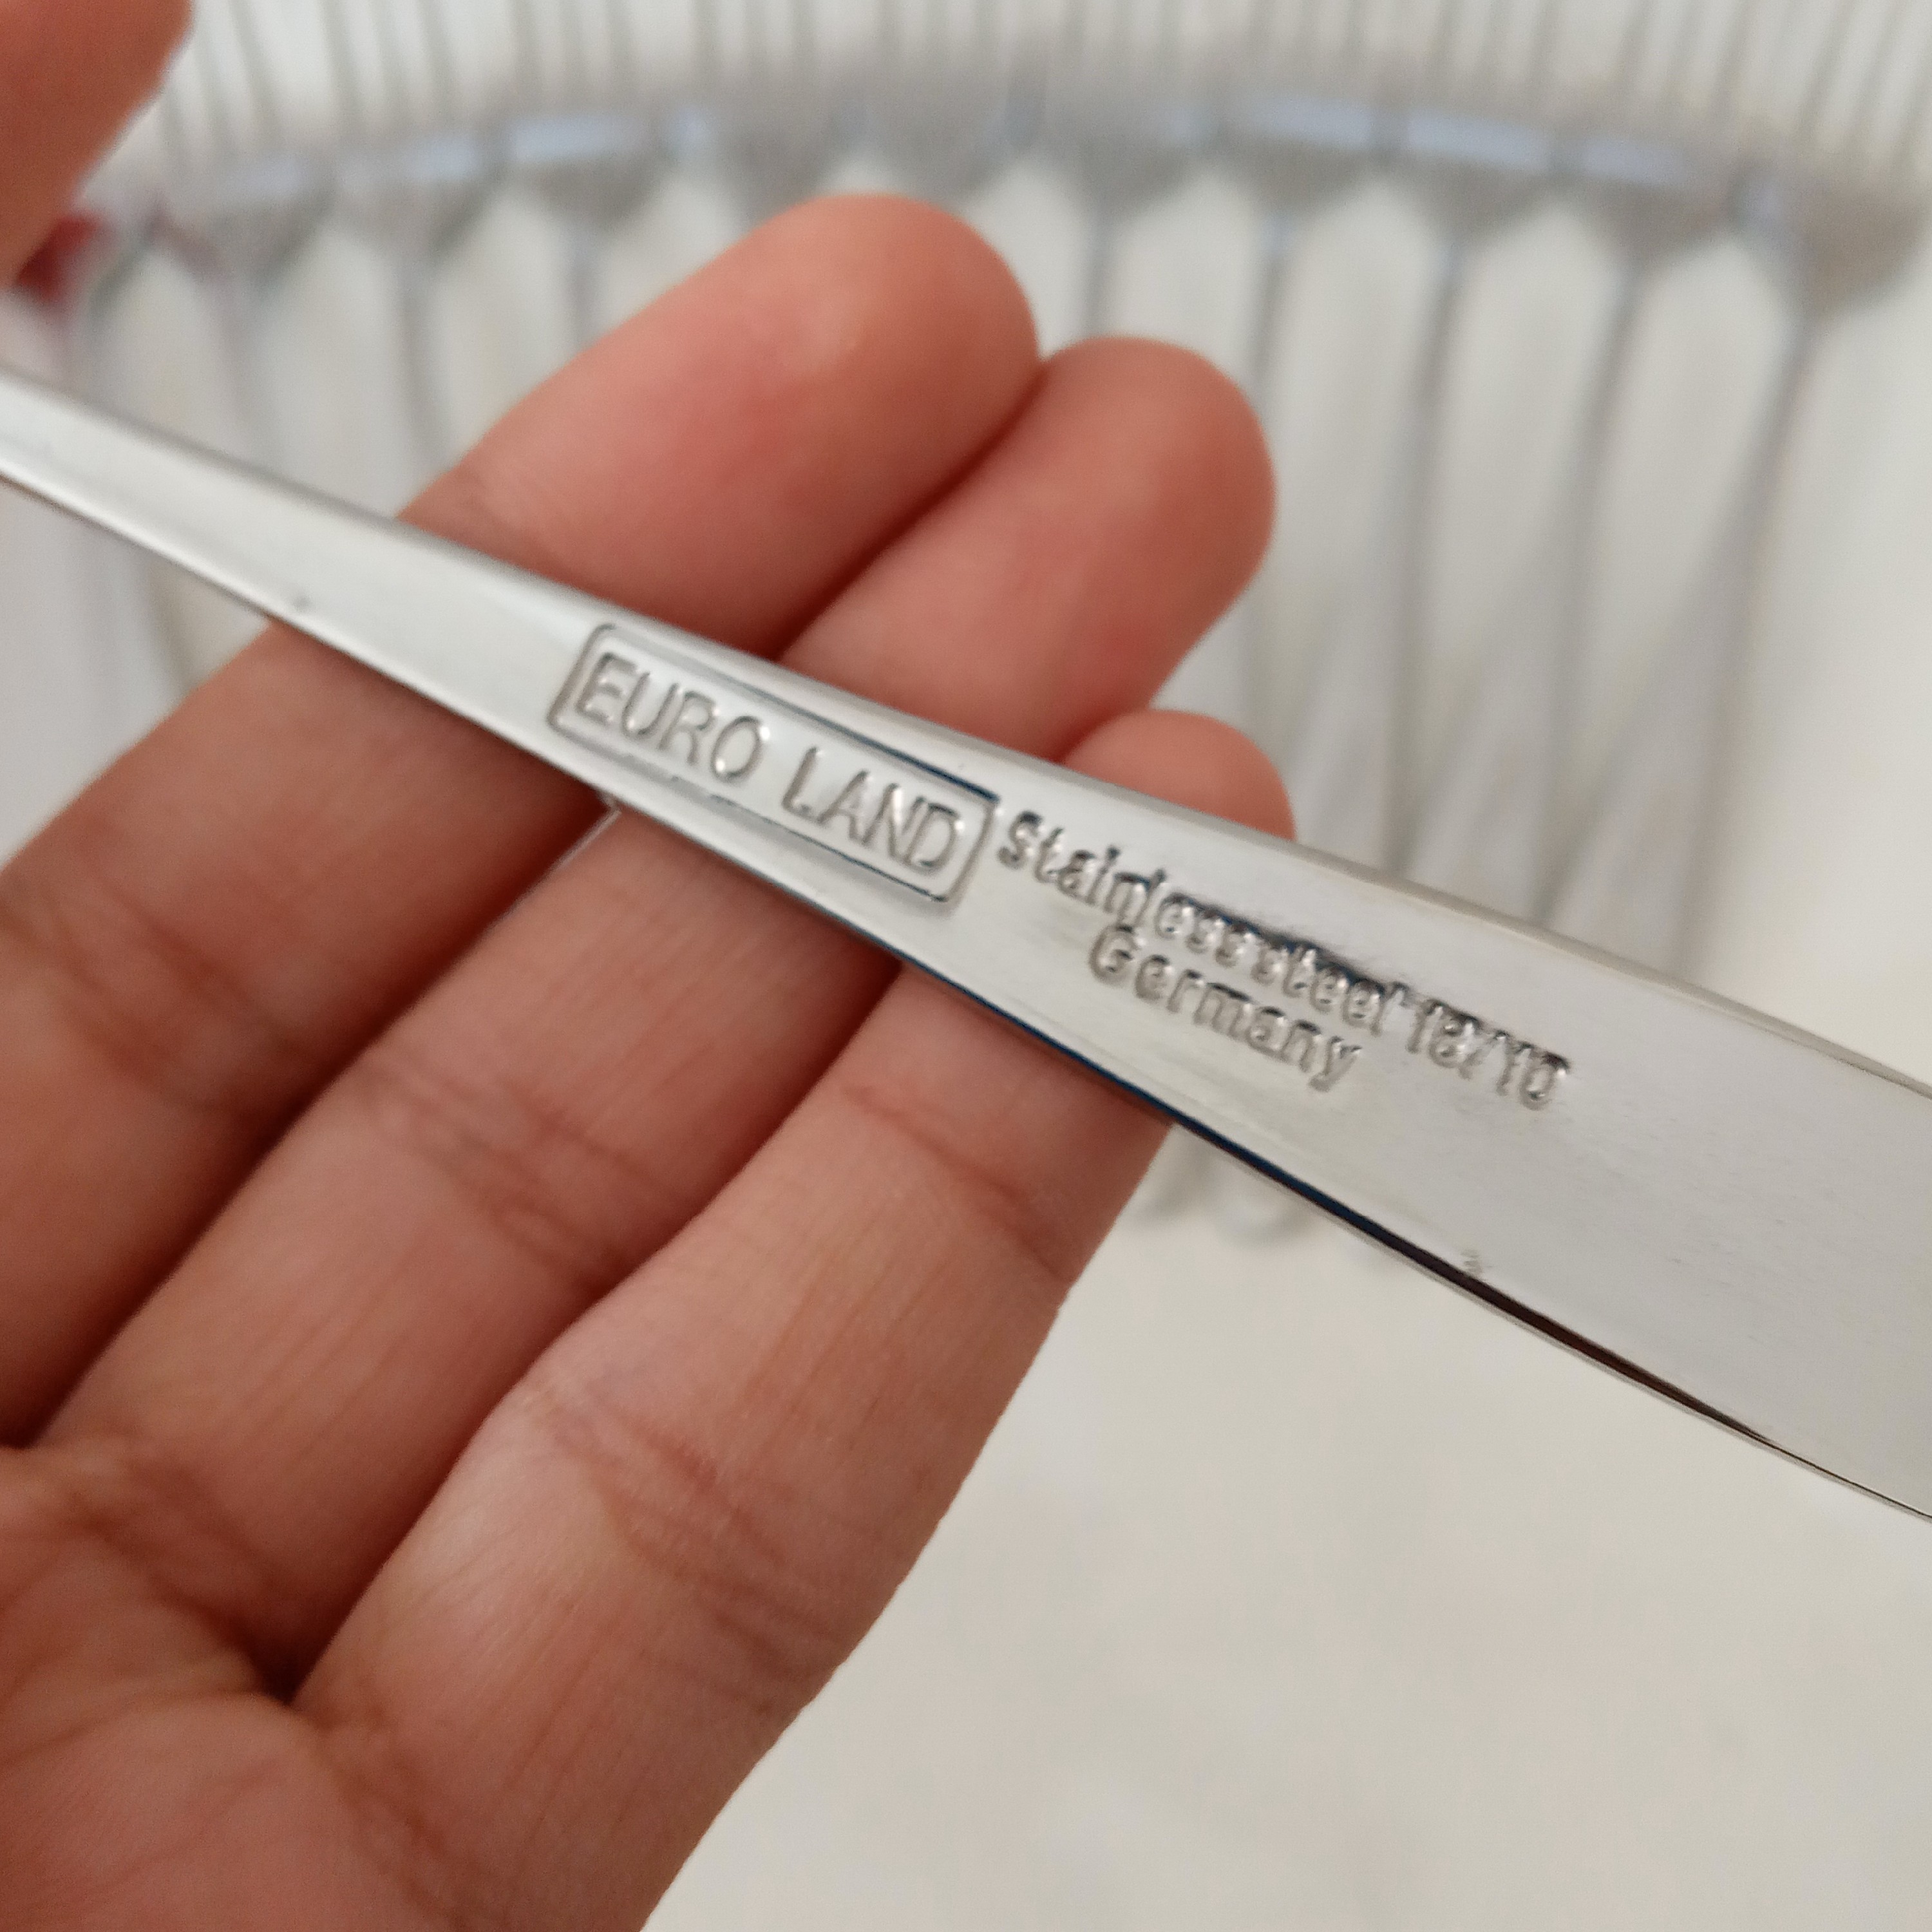 EURO LAND
Stainless steel 18/10
Germany